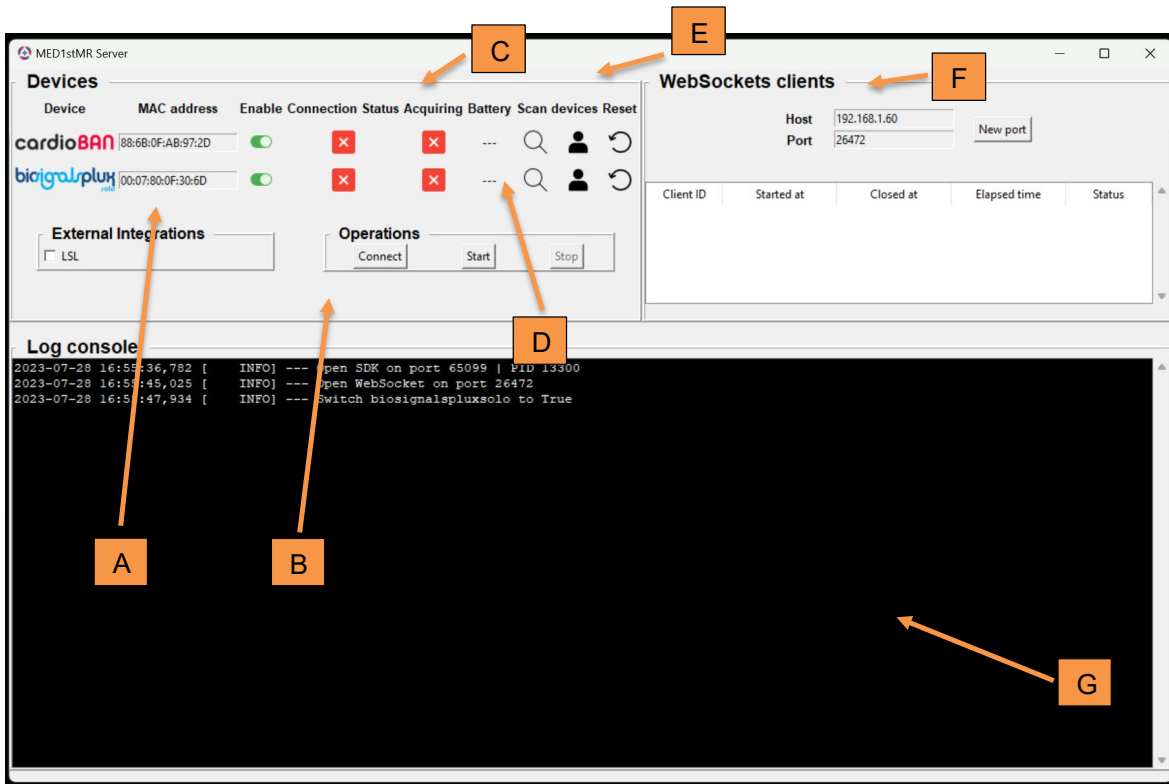 C
E
MED1stMR Server
Devices
WebSockets clients
F
Device MAC address Enable Connection Status Acquiring Battery Scan devices Reset
Host 192.168.1.60
New port
Port 26472
cardioBAN 88:6B:0F:AB:97:2D ---
biosignalsplux solo 00:07:80:0F:30:6D ---
Client ID Started at Closed at Elapsed time Status
External Integrations
Operations
LSL
Connect Start Stop
D
Log console
2023-07-28 16:55:36,782 [ INFO] --- Open SDK on port 65099 | PID 13300
2023-07-28 16:55:45,025 [ INFO] --- Open WebSocket on port 26472
2023-07-28 16:55:47,934 [ INFO] --- Switch biosignalspluxsolo to True
A
B
G